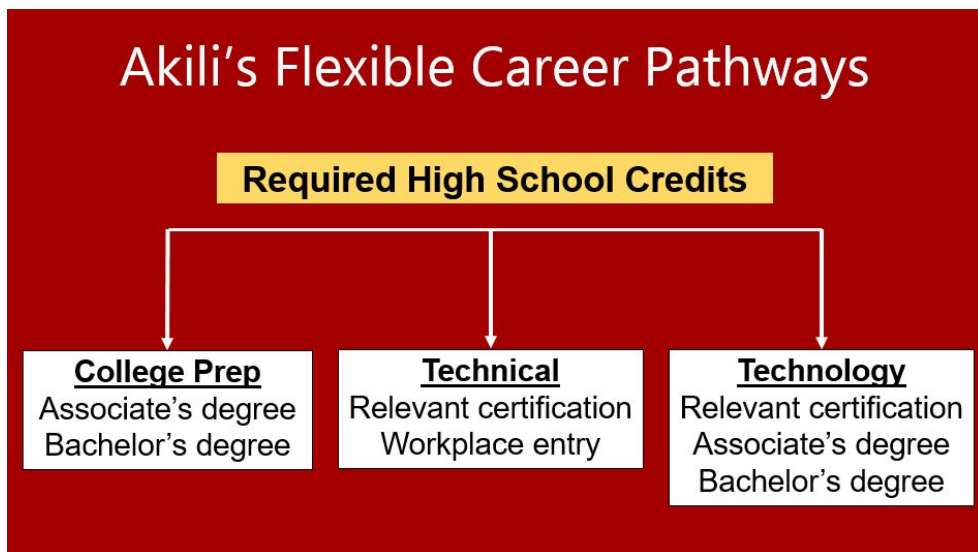 Akili's Flexible Career Pathways
Required High School Credits
College Prep
Associate's degree
Bachelor's degree
Technical
Relevant certification
Workplace entry
Technology
Relevant certification
Associate's degree
Bachelor's degree